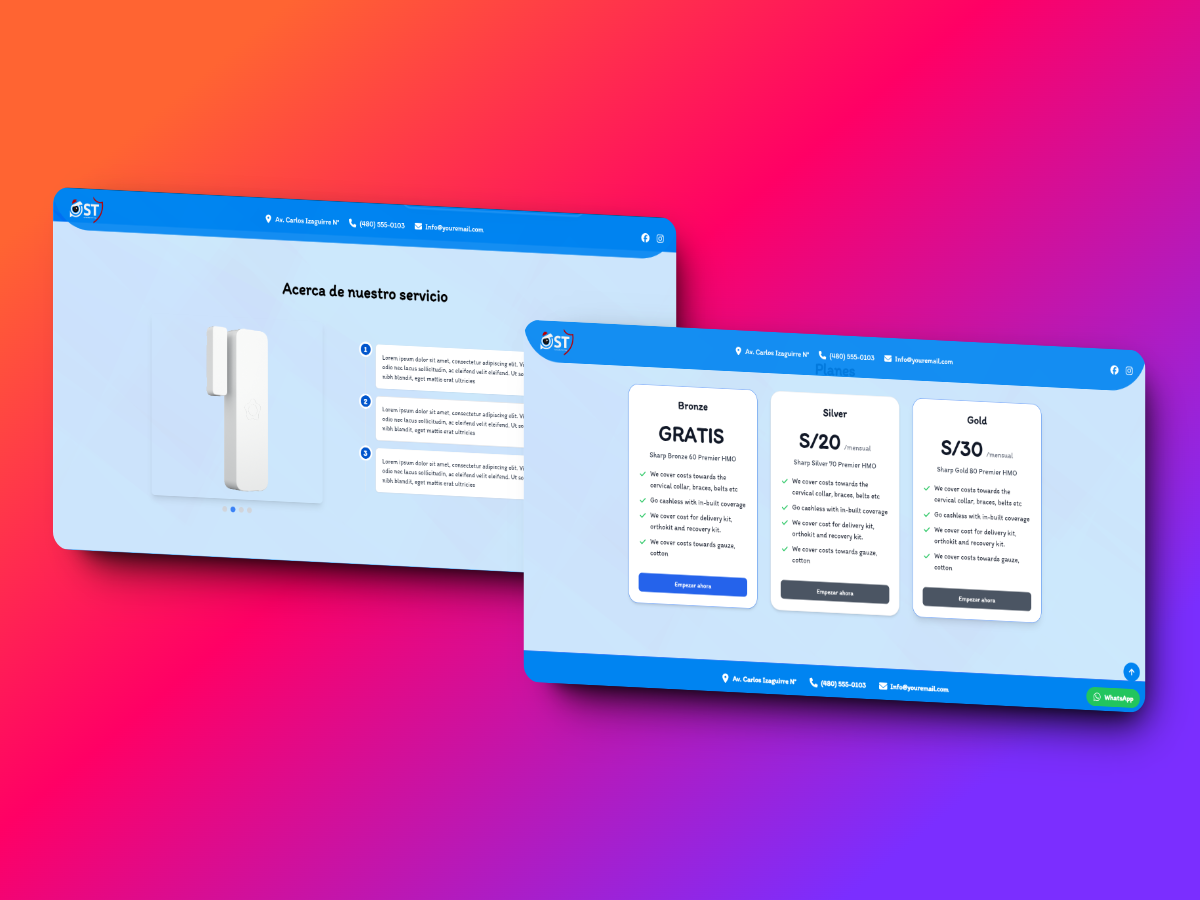 ST
Av. Carlos Izaguirre N° (480) 555-0103 Info@youremail.com
Acerca de nuestro servicio
1
Lorem ipsum dolor sit amet, consectetur adipiscing elit.
odio nec lacus sollicitudin, ac eleifend velit eleifend. Ut
nibh blandit, eget mattis erat ultricies
2
Lorem ipsum dolor sit amet, consectetur adipiscing elit.
odio nec lacus sollicitudin, ac eleifend velit eleifend. Ut
nibh blandit, eget mattis erat ultricies
3
Lorem ipsum dolor sit amet, consectetur adipiscing elit.
odio nec lacus sollicitudin, ac eleifend velit eleifend. Ut
nibh blandit, eget mattis erat ultricies
ST
Av. Carlos Izaguirre N° (480) 555-0103 Info@youremail.com
Planes
Bronze
GRATIS
Sharp Bronze 60 Premier HMO
We cover costs towards the
cervical collar, braces, belts etc
Go cashless with in-built coverage
We cover cost for delivery kit,
orthokit and recovery kit.
We cover costs towards gauze,
cotton
Empezar ahora
Silver
S/20 /mensual
Sharp Silver 70 Premier HMO
We cover costs towards the
cervical collar, braces, belts etc
Go cashless with in-built coverage
We cover cost for delivery kit,
orthokit and recovery kit.
We cover costs towards gauze,
cotton
Empezar ahora
Gold
S/30 /mensual
Sharp Gold 80 Premier HMO
We cover costs towards the
cervical collar, braces, belts etc
Go cashless with in-built coverage
We cover cost for delivery kit,
orthokit and recovery kit.
We cover costs towards gauze,
cotton
Empezar ahora
Av. Carlos Izaguirre N° (480) 555-0103 Info@youremail.com
WhatsApp